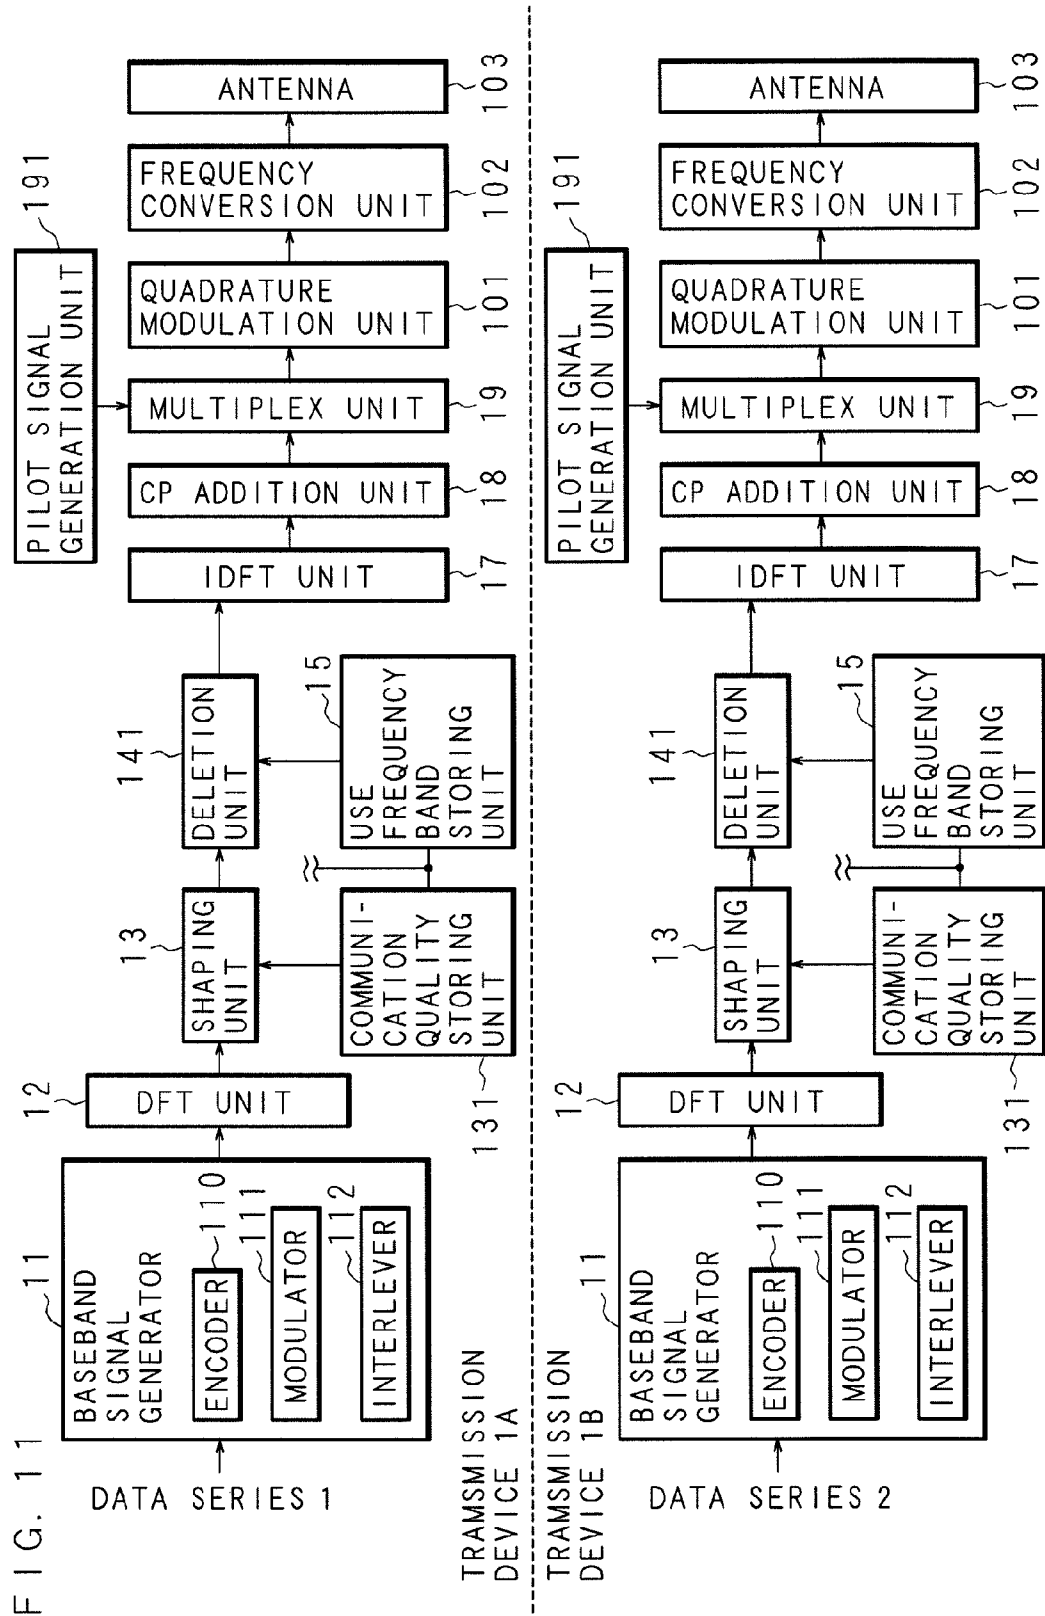 FIG. 11
DATA SERIES 1
11
BASEBAND
SIGNAL
GENERATOR
ENCODER
110
MODULATOR
111
INTERLEVER
112
12
DFT UNIT
13
SHAPING
UNIT
COMMUNI-
CATION
QUALITY
STORING
UNIT
131
141
DELETION
UNIT
15
USE
FREQUENCY
BAND
STORING
UNIT
IDFT UNIT
17
CP ADDITION UNIT
18
MULTIPLEX UNIT
19
PILOT SIGNAL
GENERATION UNIT
191
QUADRATURE
MODULATION UNIT
101
FREQUENCY
CONVERSION UNIT
102
ANTENNA
103
TRAMSMISSION
DEVICE 1A
TRAMSMISSION
DEVICE 1B
DATA SERIES 2
11
BASEBAND
SIGNAL
GENERATOR
ENCODER
110
MODULATOR
111
INTERLEVER
112
12
DFT UNIT
13
SHAPING
UNIT
COMMUNI-
CATION
QUALITY
STORING
UNIT
131
141
DELETION
UNIT
15
USE
FREQUENCY
BAND
STORING
UNIT
IDFT UNIT
17
CP ADDITION UNIT
18
MULTIPLEX UNIT
19
PILOT SIGNAL
GENERATION UNIT
191
QUADRATURE
MODULATION UNIT
101
FREQUENCY
CONVERSION UNIT
102
ANTENNA
103